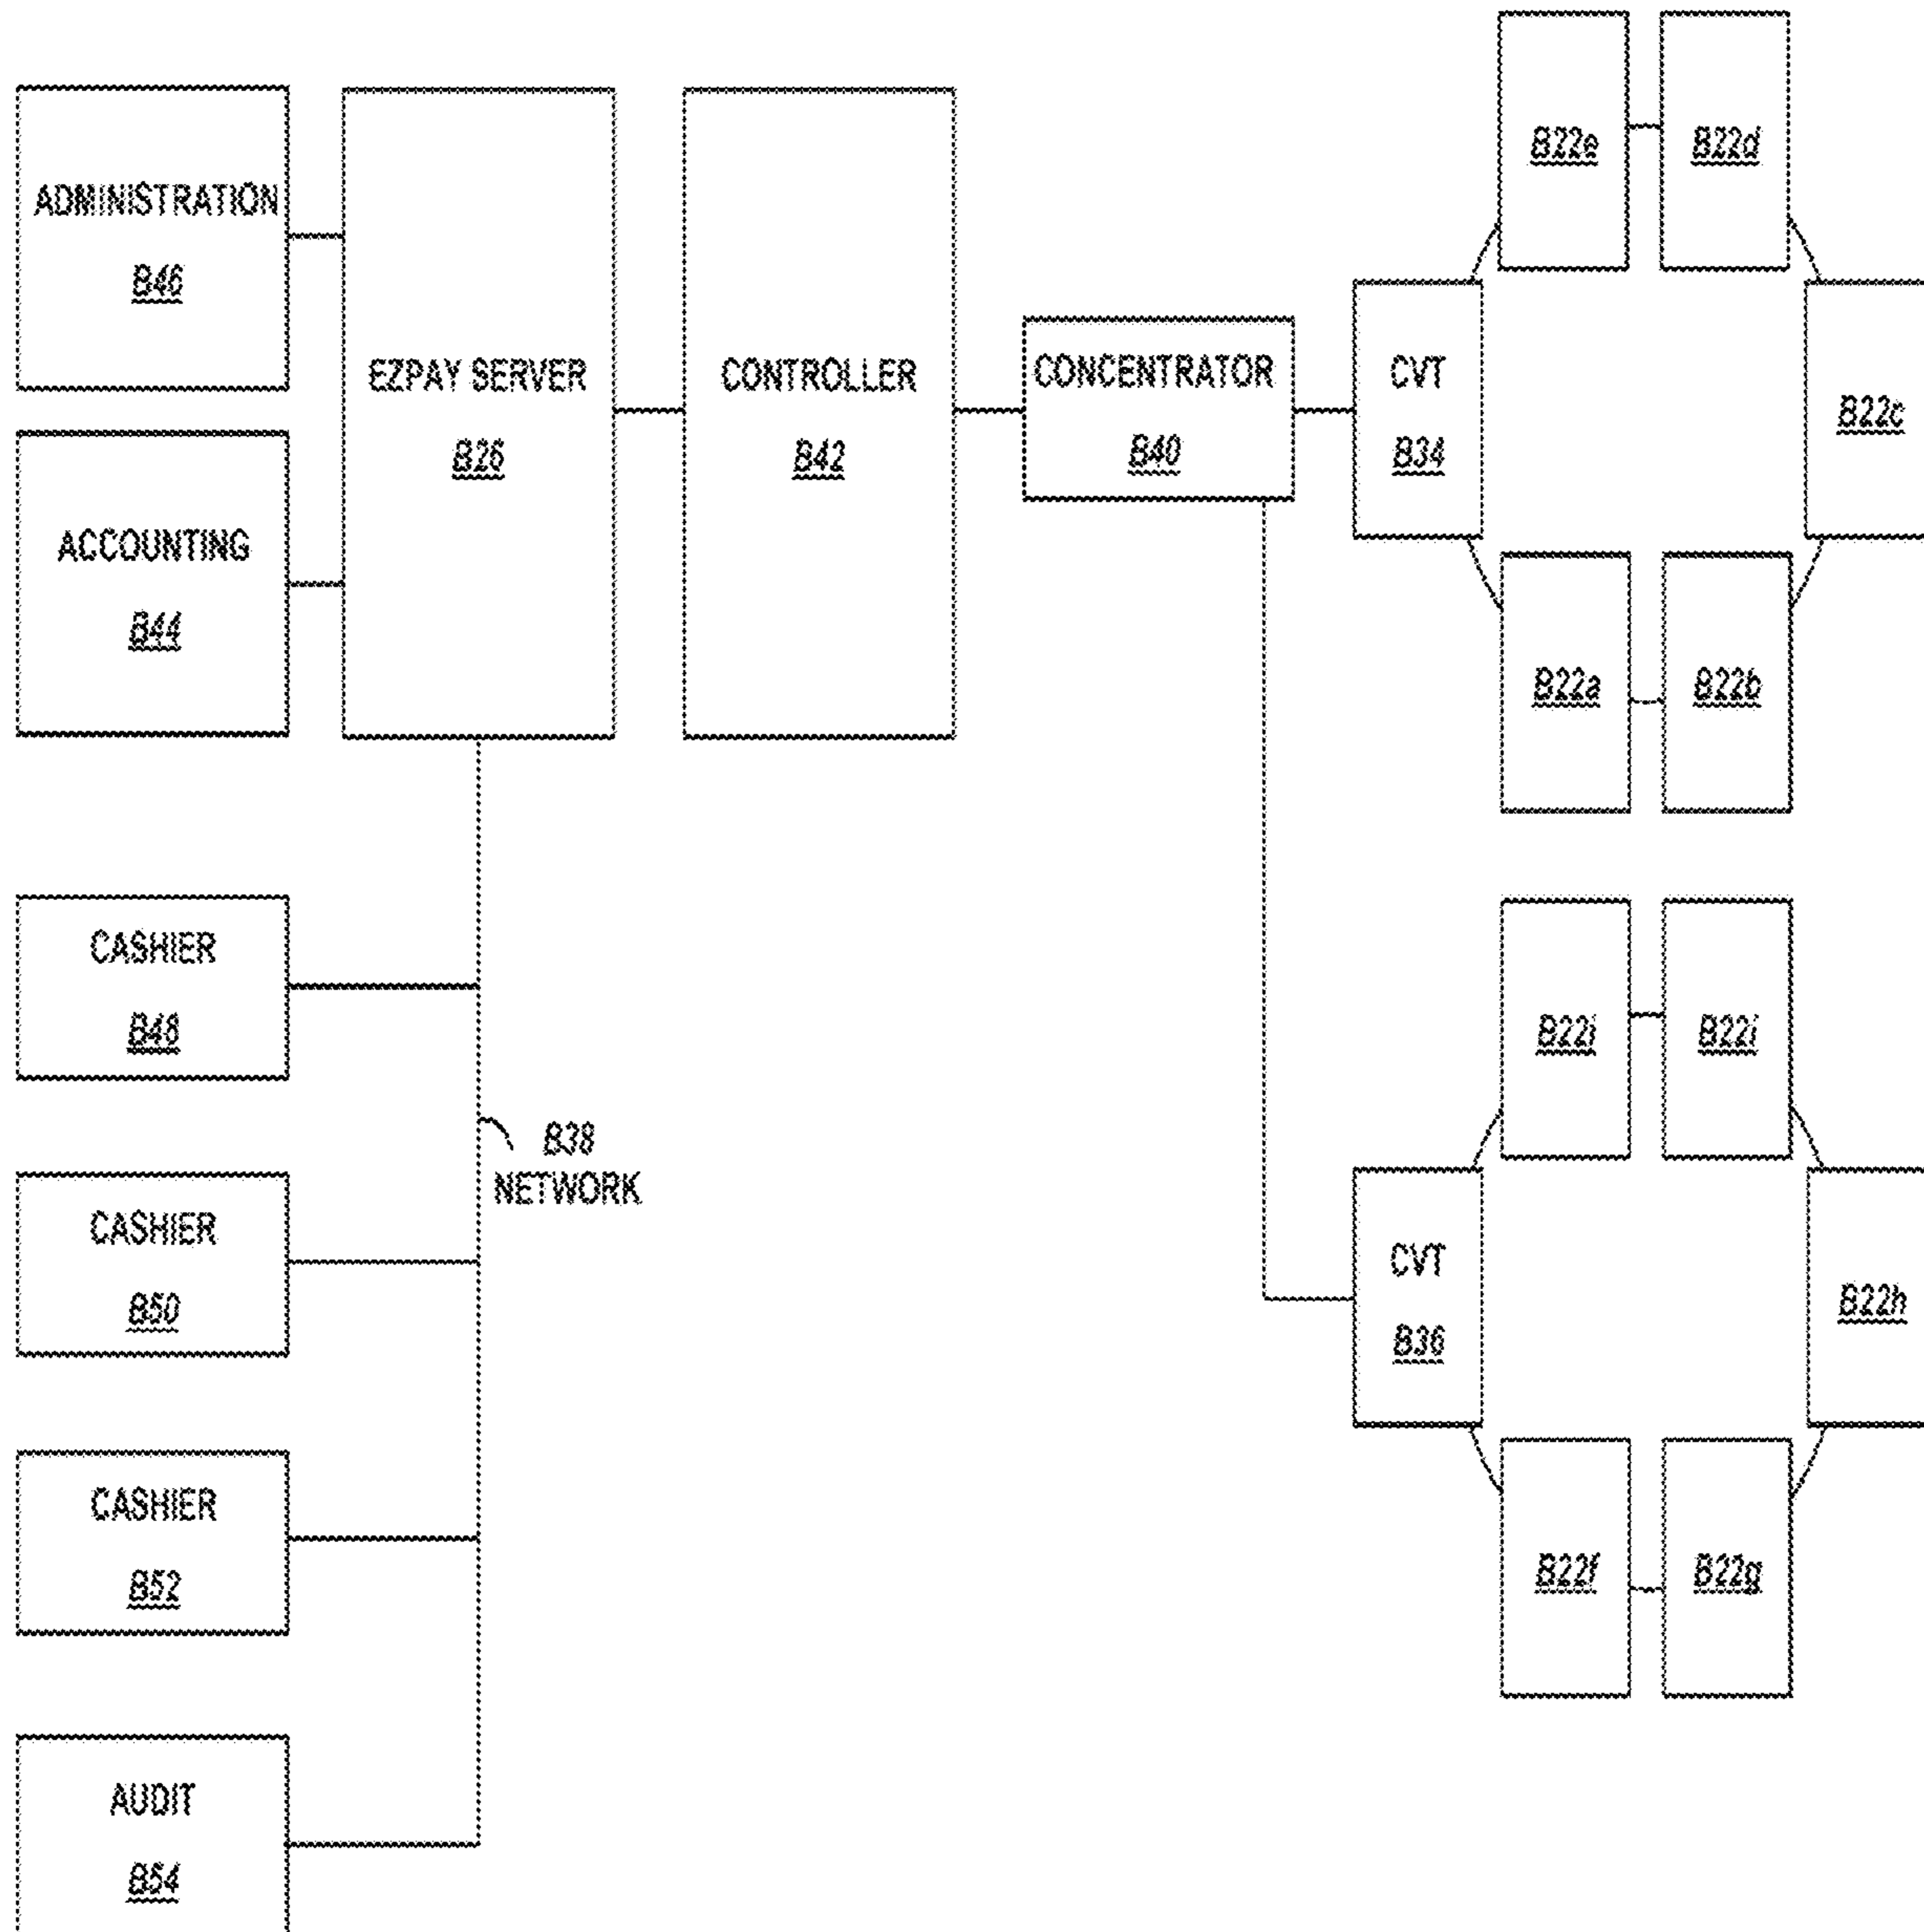 ADMINISTRATION
B46
ACCOUNTING
B44
EZPAY SERVER
B26
CONTROLLER
B42
CONCENTRATOR
B40
CVT
B34
B22e
B22d
B22c
B22a
B22b
CASHIER
B48
CASHIER
B50
CASHIER
B52
AUDIT
B54
B38
NETWORK
CVT
B36
B22i
B22h
B22f
B22g